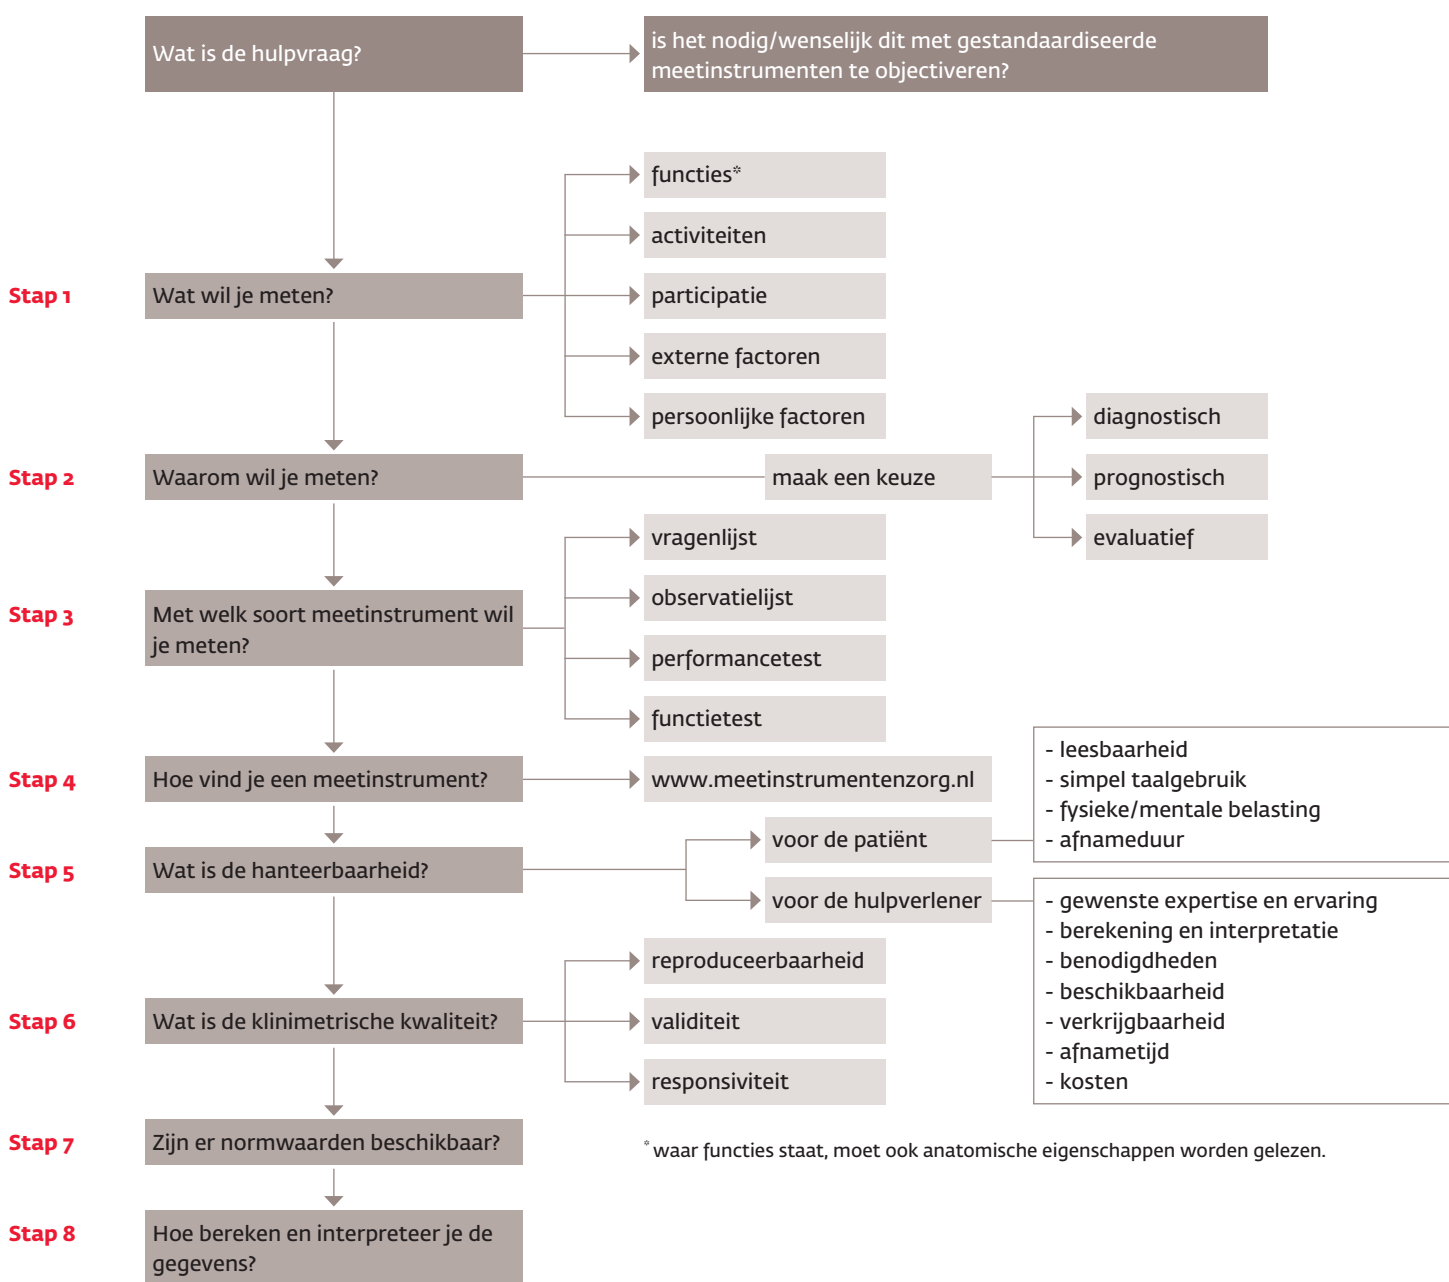 Wat is de hulpvraag?
is het nodig/wenselijk dit met gestandaardiseerde
meetinstrumenten te objectiveren?
functies*
activiteiten
Stap 1
Wat wil je meten?
participatie
externe factoren
persoonlijke factoren
Stap 2
Waarom wil je meten?
maak een keuze
diagnostisch
prognostisch
evaluatief
Stap 3
Met welk soort meetinstrument wil
je meten?
vragenlijst
observatielijst
performancetest
functietest
Stap 4
Hoe vind je een meetinstrument?
www.meetinstrumentenzorg.nl
Stap 5
Wat is de hanteerbaarheid?
voor de patiënt
- leesbaarheid
- simpel taalgebruik
- fysieke/mentale belasting
- afnameduur
voor de hulpverlener
- gewenste expertise en ervaring
- berekening en interpretatie
- benodigdheden
- beschikbaarheid
- verkrijgbaarheid
- afnametijd
- kosten
Stap 6
Wat is de klinimetrische kwaliteit?
reproduceerbaarheid
validiteit
responsiviteit
Stap 7
Zijn er normwaarden beschikbaar?
* waar functies staat, moet ook anatomische eigenschappen worden gelezen.
Stap 8
Hoe bereken en interpreteer je de
gegevens?